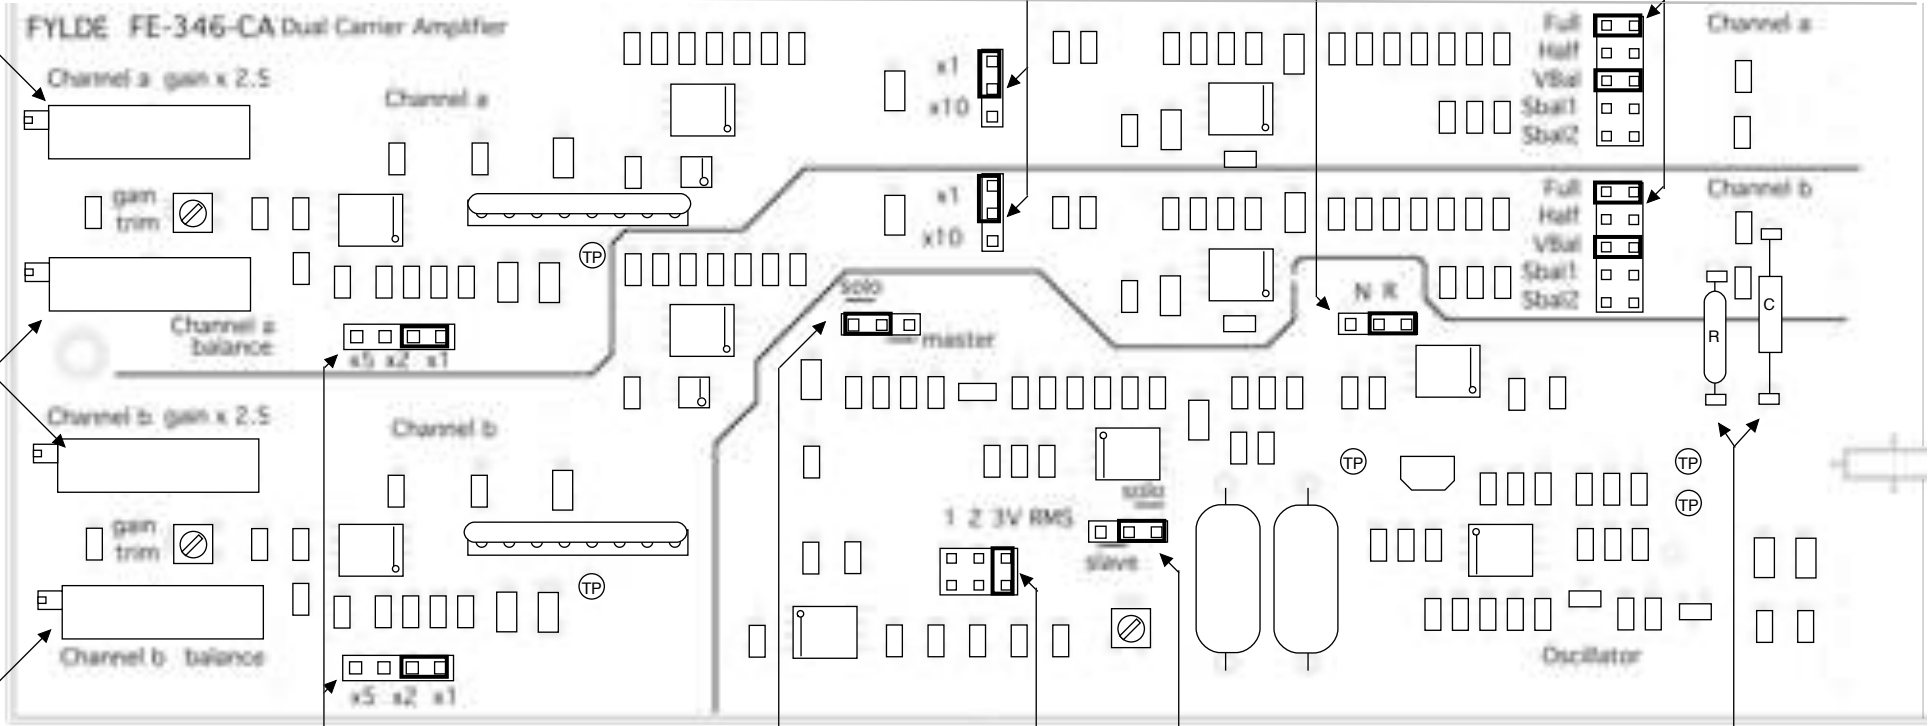 FYLDE FE-346-CA Dual Carrier Amplifier
Channel a gain x 2.5
Channel a
x1
x10
Full
Half
VBal
Sbal1
Sbal2
Channel a
gain
trim
TP
x1
x10
Full
Half
VBal
Sbal1
Sbal2
Channel b
Channel a
balance
x5 x2 x1
solo
master
N R
R
C
Channel b gain x 2.5
Channel b
TP
TP
TP
gain
trim
TP
1 2 3V RMS
solo
slave
Channel b balance
x5 x2 x1
Oscillator